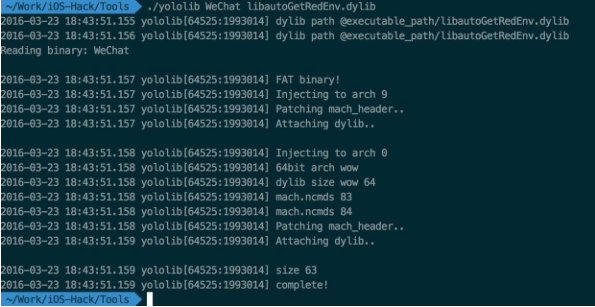 ~/Work/iOS-Hack/Tools ./yololib WeChat libautoGetRedEnv.dylib
2016-03-23 18:43:51.155 yololib[64525:1993014] dylib path @executable_path/libautoGetRedEnv.dylib
2016-03-23 18:43:51.156 yololib[64525:1993014] dylib path @executable_path/libautoGetRedEnv.dylib
Reading binary: WeChat
2016-03-23 18:43:51.157 yololib[64525:1993014] FAT binary!
2016-03-23 18:43:51.157 yololib[64525:1993014] Injecting to arch 9
2016-03-23 18:43:51.157 yololib[64525:1993014] Patching mach_header..
2016-03-23 18:43:51.157 yololib[64525:1993014] Attaching dylib..
2016-03-23 18:43:51.158 yololib[64525:1993014] Injecting to arch 0
2016-03-23 18:43:51.158 yololib[64525:1993014] 64bit arch wow
2016-03-23 18:43:51.158 yololib[64525:1993014] dylib size wow 64
2016-03-23 18:43:51.158 yololib[64525:1993014] mach.ncmds 83
2016-03-23 18:43:51.158 yololib[64525:1993014] mach.ncmds 84
2016-03-23 18:43:51.158 yololib[64525:1993014] Patching mach_header..
2016-03-23 18:43:51.159 yololib[64525:1993014] Attaching dylib..
2016-03-23 18:43:51.159 yololib[64525:1993014] size 63
2016-03-23 18:43:51.159 yololib[64525:1993014] complete!
~/Work/iOS-Hack/Tools